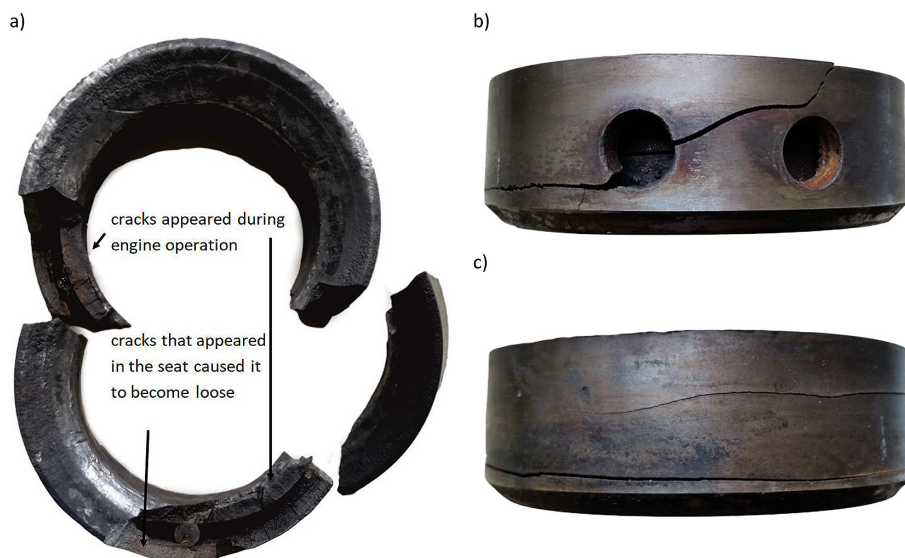 a)
b)
cracks appeared during
engine operation
c)
cracks that appeared
in the seat caused it
to become loose